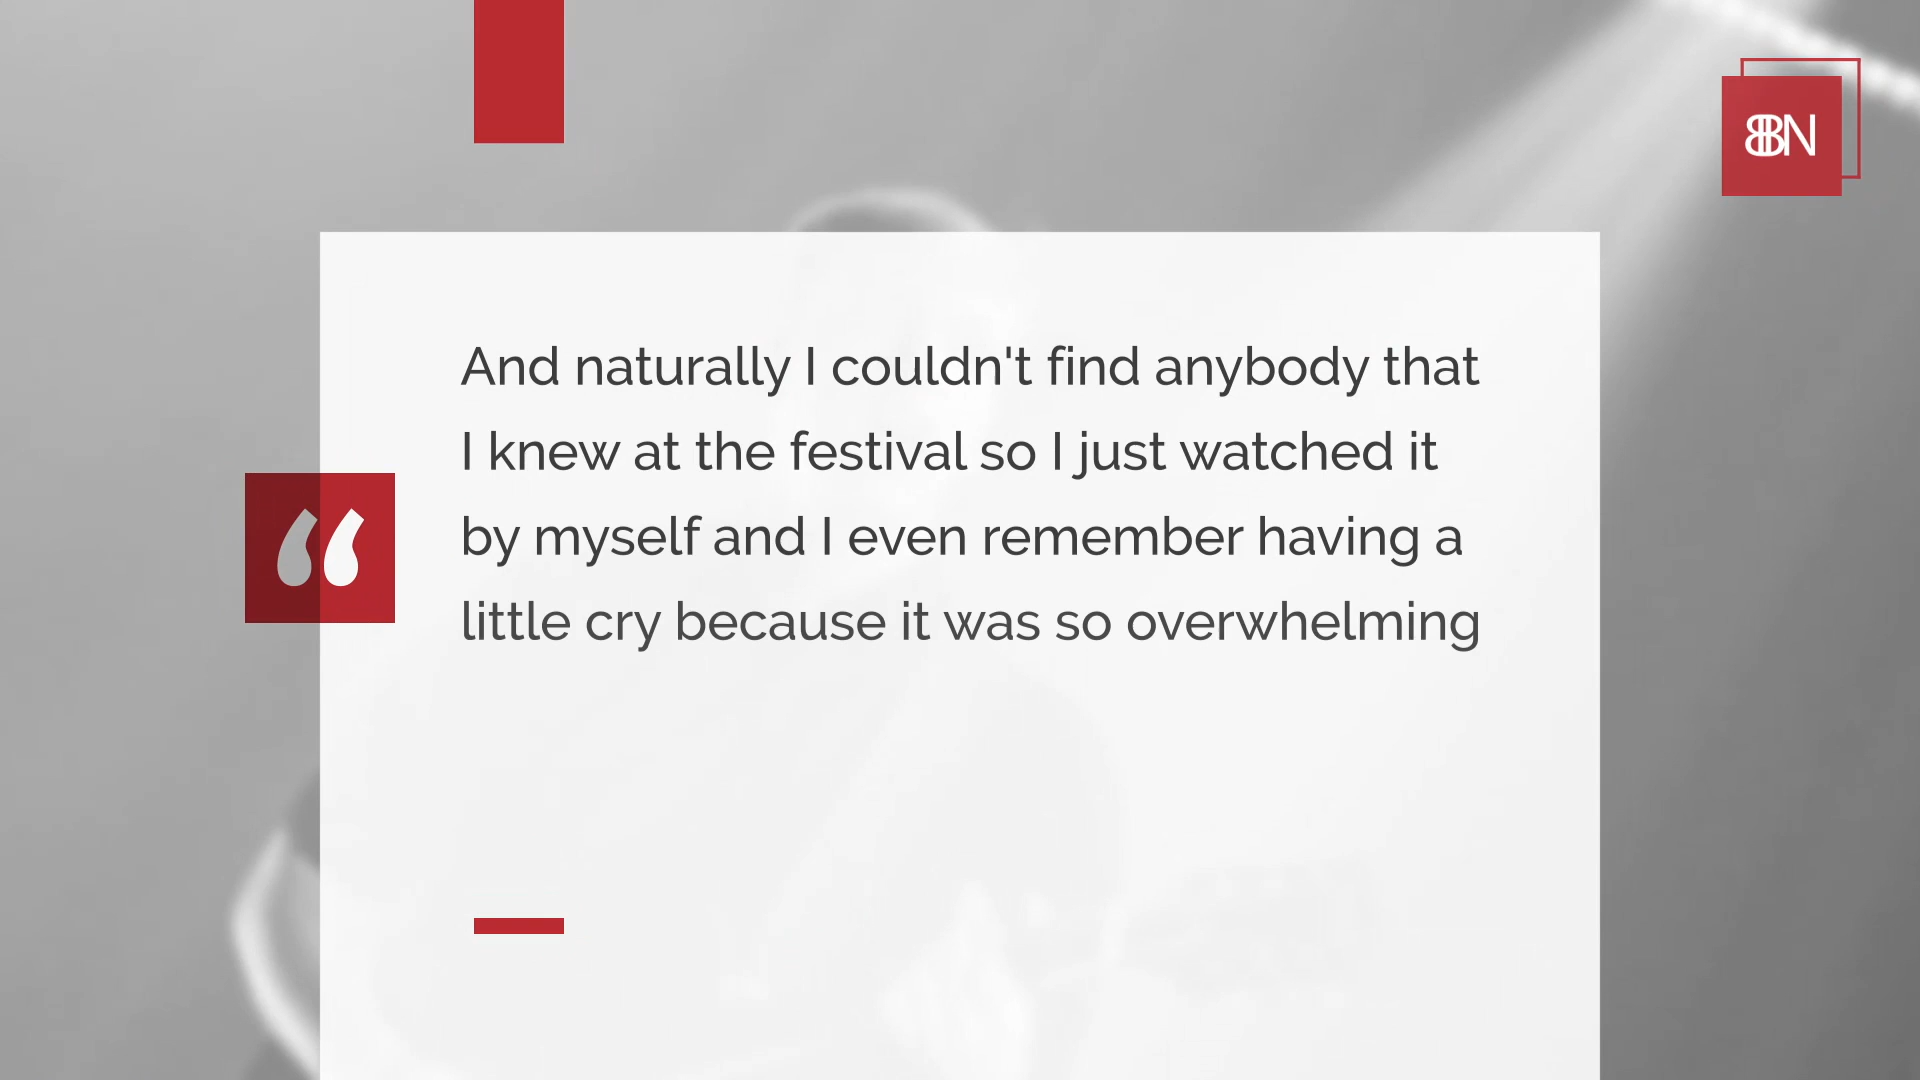 BBN
And naturally I couldn't find anybody that
I knew at the festival so I just watched it
by myself and I even remember having a
little cry because it was so overwhelming